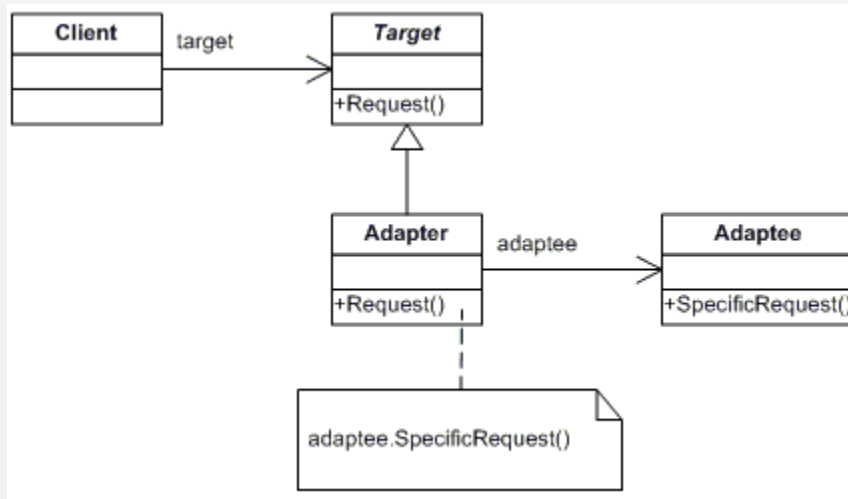 Client
target
Target
+Request()
Adapter
adaptee
Adaptee
+Request()
+SpecificRequest()
adaptee.SpecificRequest()